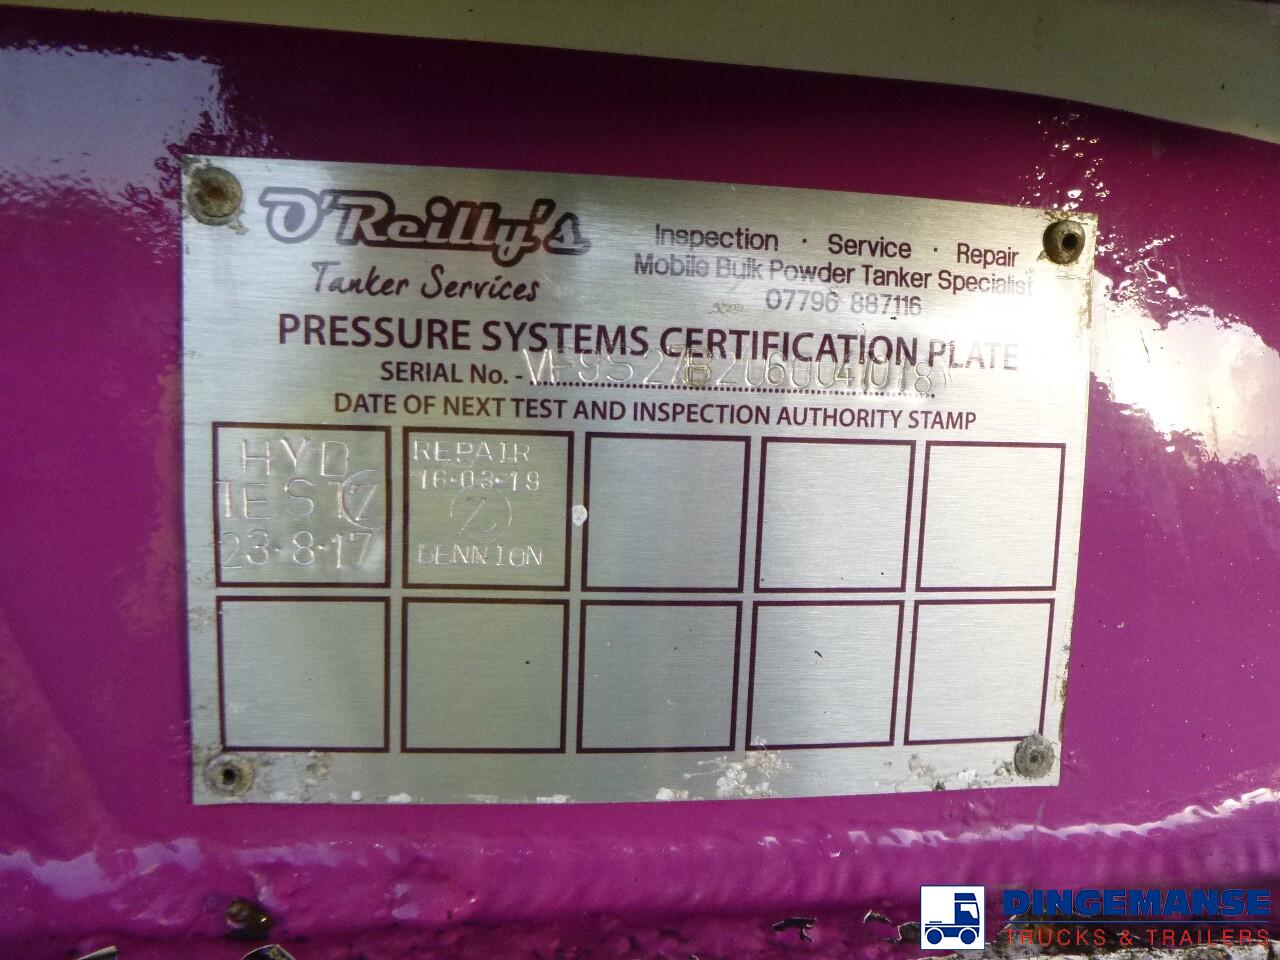 O'Reilly's
Tanker Services
Inspection · Service · Repair
Mobile Bulk Powder Tanker Specialist
07796 887116
PRESSURE SYSTEMS CERTIFICATION PLATE
SERIAL No. -
DATE OF NEXT TEST AND INSPECTION AUTHORITY STAMP
HYD
TEST Z
23·8·17
REPAIR
16·03·19
Z
BENNION
DINGEMANSE
TRUCKS & TRAILERS